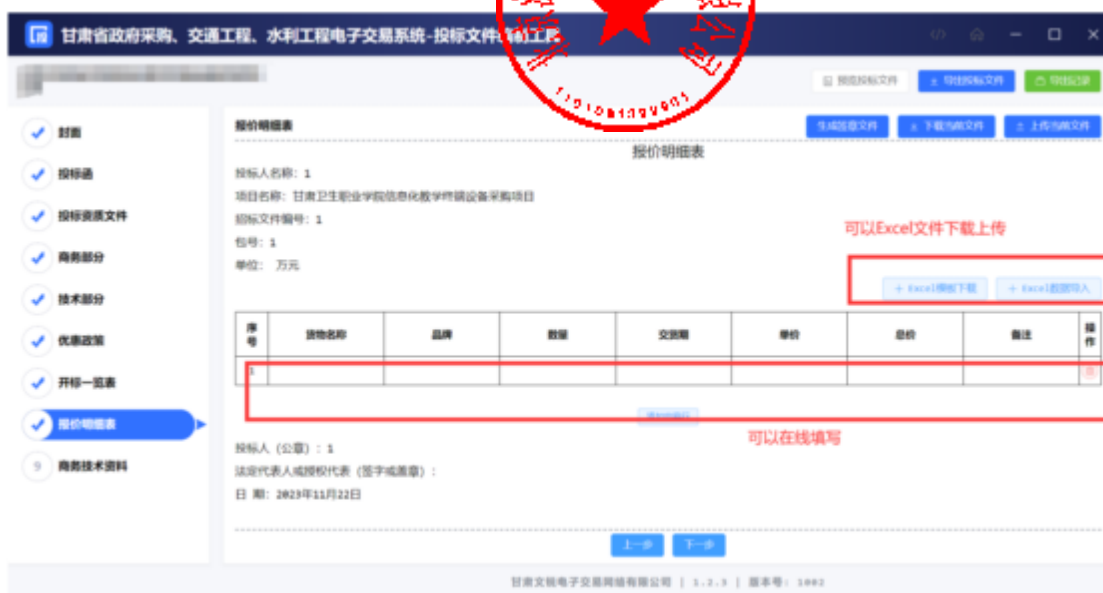 甘肃省政府采购、交通工程、水利工程电子交易系统-投标文件编制工具
预览投标文件
导出投标文件
导出记录
封面
投标函
投标资质文件
商务部分
技术部分
优惠政策
开标一览表
报价明细表
9 商务技术资料
报价明细表
生成签章文件
下载当前文件
上传当前文件
报价明细表
投标人名称：1
项目名称：甘肃卫生职业学院信息化教学终端设备采购项目
招标文件编号：1
包号：1
单位： 万元
可以Excel文件下载上传
+ Excel模板下载
+ Excel数据导入
序号 货物名称 品牌 数量 交货期 单价 总价 备注 操作
1
可以在线填写
投标人（公章）：1
法定代表人或授权代表（签字或盖章）：
日 期：2023年11月22日
上一步
下一步
甘肃文锐电子交易网络有限公司 | 1.2.3 | 版本号：1002